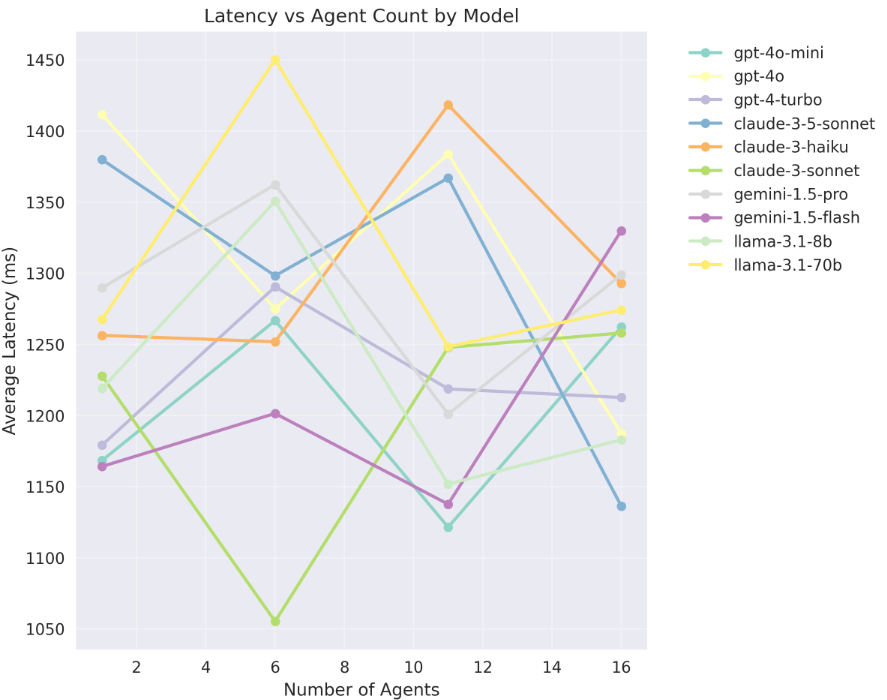 Latency vs Agent Count by Model
1450
1400
1350
1300
1250
1200
1150
1100
1050
Average Latency (ms)
2 4 6 8 10 12 14 16
Number of Agents
gpt-4o-mini
gpt-4o
gpt-4-turbo
claude-3-5-sonnet
claude-3-haiku
claude-3-sonnet
gemini-1.5-pro
gemini-1.5-flash
llama-3.1-8b
llama-3.1-70b